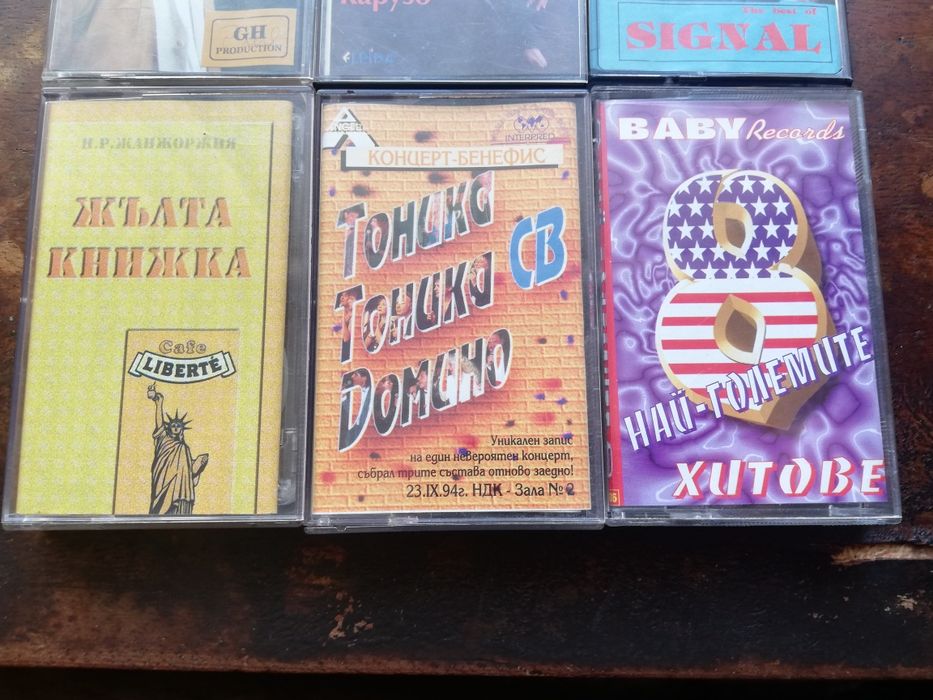 GH
PRODUCTION
Карузо
The best of
SIGNAL
Н.Р.ЖАНЖОРЖИЯ
ЖЪЛТА
КНИЖКА
Cafe
LIBERTÉ
INTERPRED
КОНЦЕРТ-БЕНЕФИС
Тоника
СВ
Тоника
Домино
Уникален запис
на един невероятен концерт,
събрал трите състава отново заедно!
23.IX.94г. НДК - Зала № 2
BABY Records
8
НАЙ-ГОЛЕМИТЕ
ХИТОВЕ